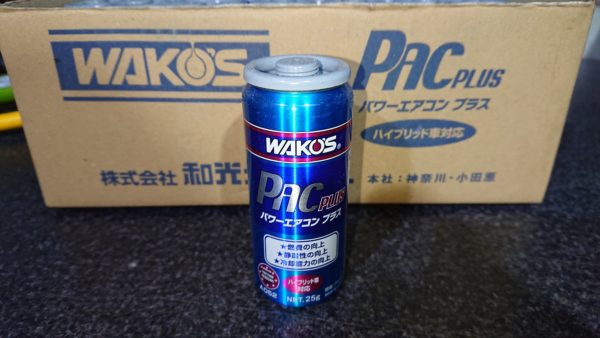 WAKO'S
PAC PLUS
パワーエアコン プラス
ハイブリッド車対応
株式会社 和光
本社：神奈川・小田原
WAKO'S®
PAC PLUS
パワーエアコン プラス
★燃費の向上
★静粛性の向上
★冷却能力の向上
ハイブリッド車
対応
A052
NET. 25g